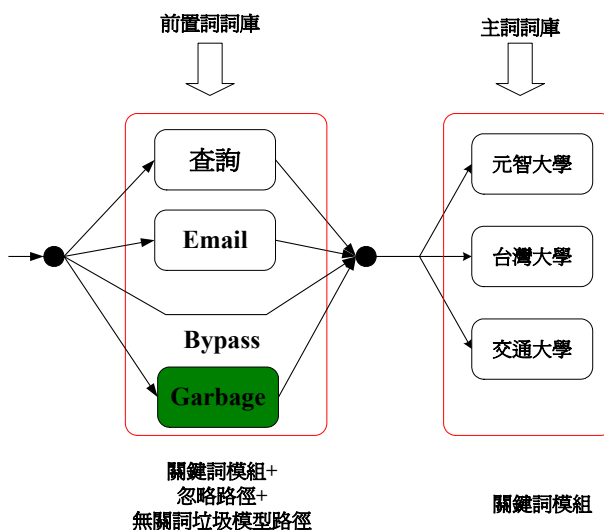 前置詞詞庫
主詞詞庫
查詢
Email
Bypass
Garbage
元智大學
台灣大學
交通大學
關鍵詞模組+
忽略路徑+
無關詞垃圾模型路徑
關鍵詞模組